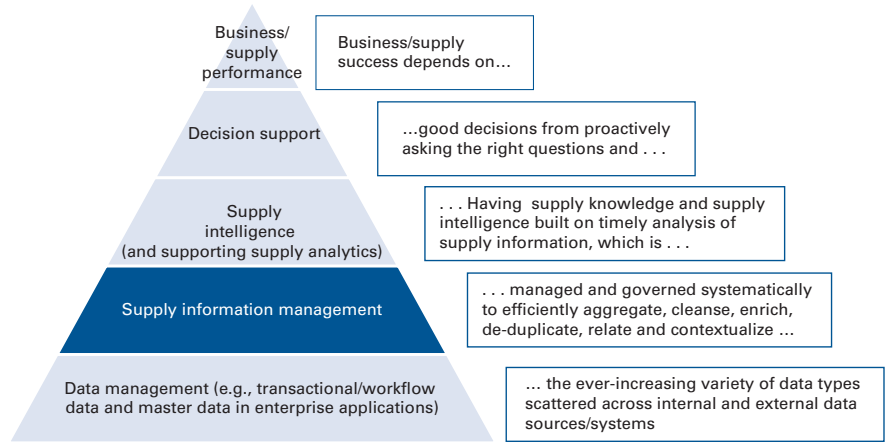 Business/
supply
performance
Business/supply
success depends on…
Decision support
…good decisions from proactively
asking the right questions and . . .
Supply
intelligence
(and supporting supply analytics)
. . . Having supply knowledge and supply
intelligence built on timely analysis of
supply information, which is . . .
Supply information management
. . . managed and governed systematically
to efficiently aggregate, cleanse, enrich,
de-duplicate, relate and contextualize …
Data management (e.g., transactional/workflow
data and master data in enterprise applications)
… the ever-increasing variety of data types
scattered across internal and external data
sources/systems